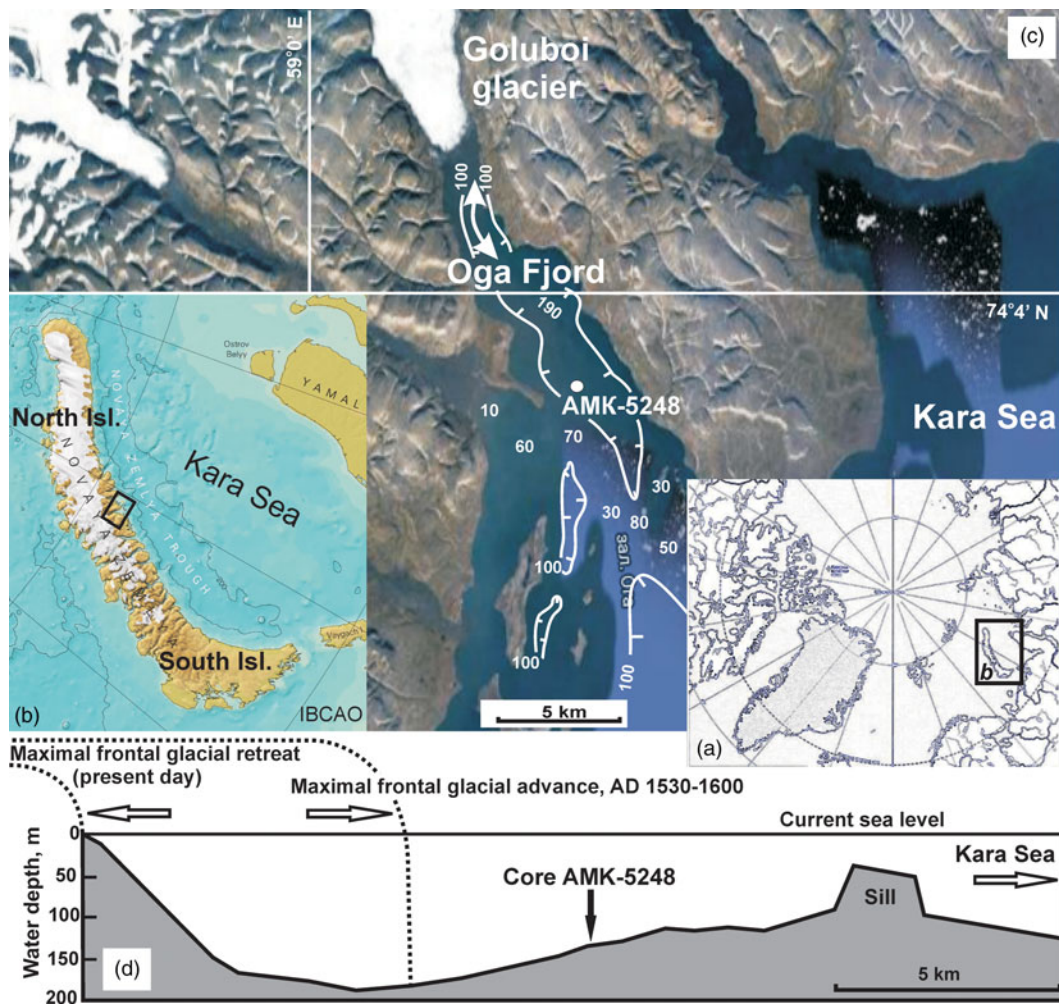 (c)
59°0' E
Goluboi
glacier
100
100
Oga Fjord
190
74°4' N
AMK-5248
Kara Sea
10
70
60
30
30
80
50
100
зал. Ога
100
100
5 km
Ostrov
Belyy
YAMAL
North Isl.
NOVAYA ZEMLYA TROUGH
Kara Sea
South Isl.
(b)
IBCAO
b
(a)
Maximal frontal glacial retreat
(present day)
Maximal frontal glacial advance, AD 1530-1600
Current sea level
Kara Sea
Water depth, m
0
50
100
150
200
Core AMK-5248
Sill
(d)
5 km